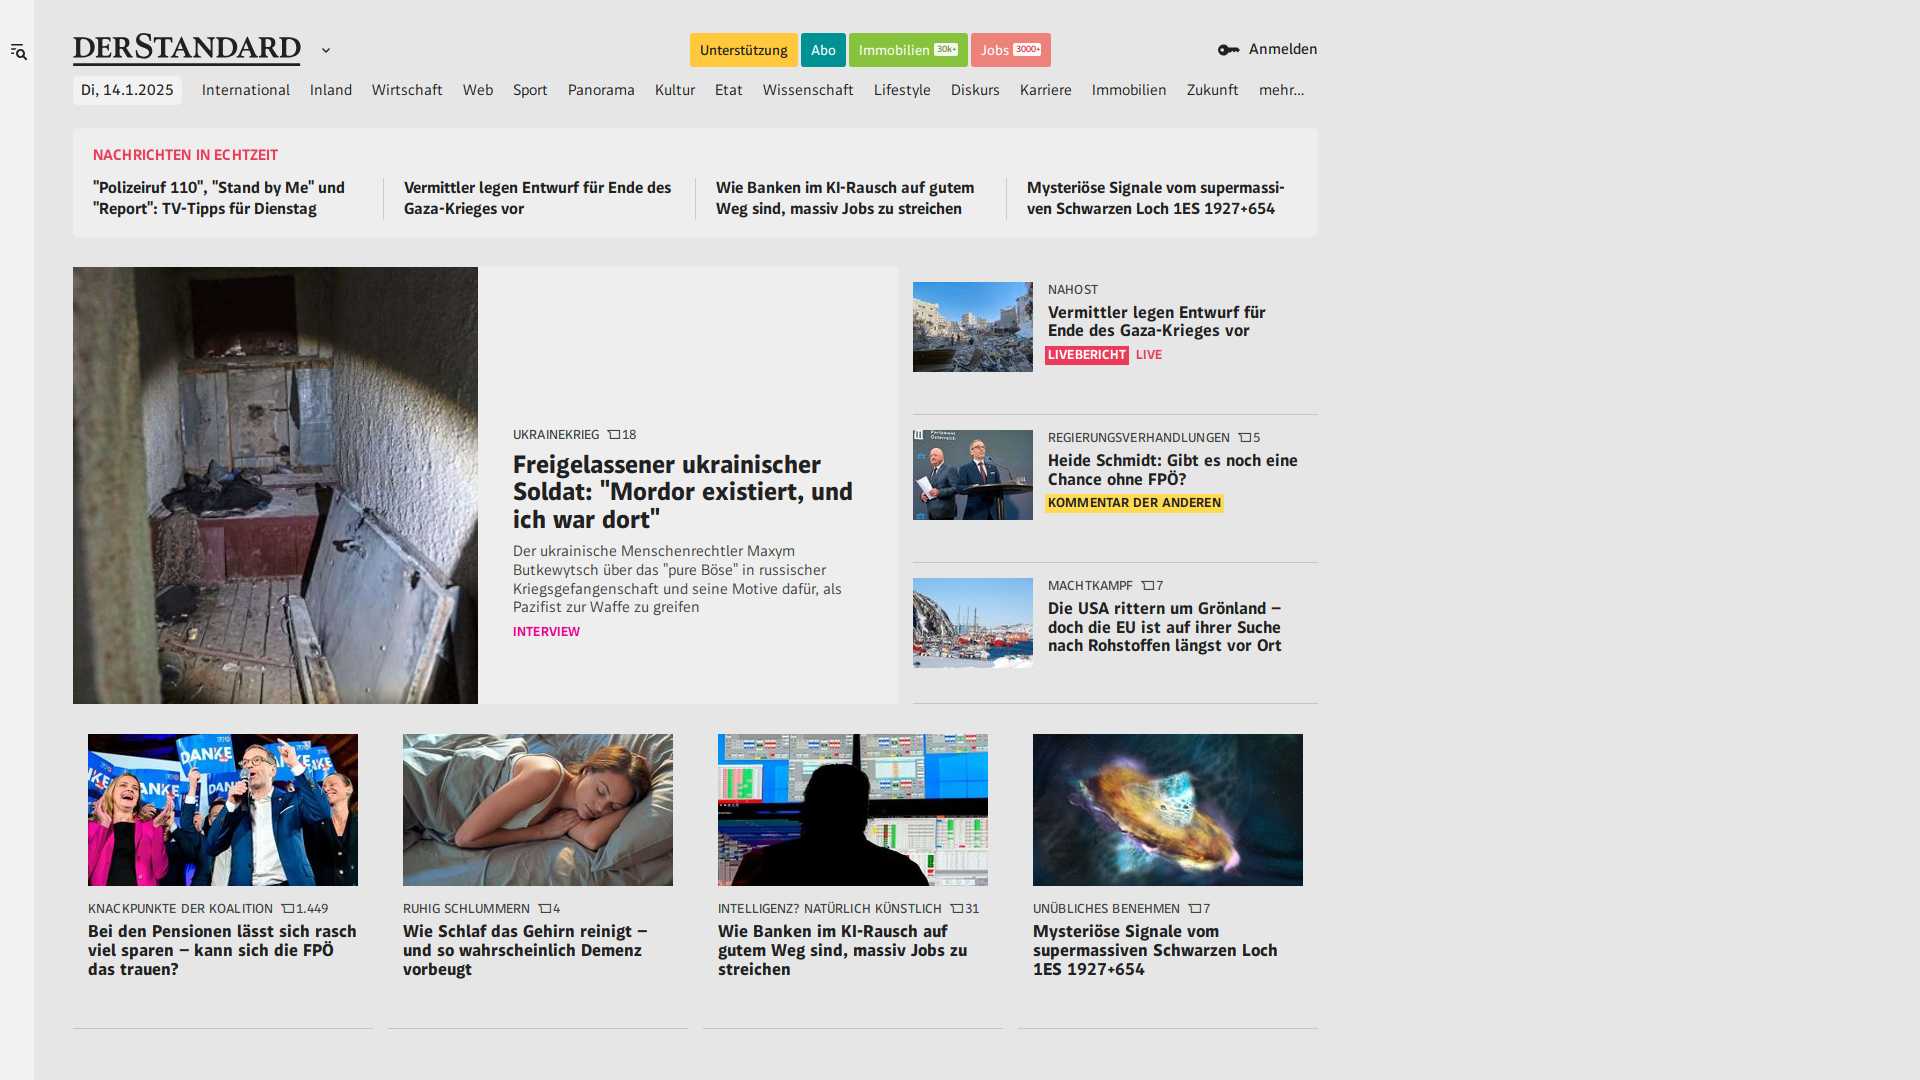 DERSTANDARD
Unterstützung
Abo
Immobilien 30k+
Jobs 3000+
Anmelden
Di, 14.1.2025
International
Inland
Wirtschaft
Web
Sport
Panorama
Kultur
Etat
Wissenschaft
Lifestyle
Diskurs
Karriere
Immobilien
Zukunft
mehr…
NACHRICHTEN IN ECHTZEIT
"Polizeiruf 110", "Stand by Me" und
"Report": TV-Tipps für Dienstag
Vermittler legen Entwurf für Ende des
Gaza-Krieges vor
Wie Banken im KI-Rausch auf gutem
Weg sind, massiv Jobs zu streichen
Mysteriöse Signale vom supermassi-
ven Schwarzen Loch 1ES 1927+654
UKRAINEKRIEG 18
Freigelassener ukrainischer
Soldat: "Mordor existiert, und
ich war dort"
Der ukrainische Menschenrechtler Maxym
Butkewytsch über das "pure Böse" in russischer
Kriegsgefangenschaft und seine Motive dafür, als
Pazifist zur Waffe zu greifen
INTERVIEW
NAHOST
Vermittler legen Entwurf für
Ende des Gaza-Krieges vor
LIVEBERICHT LIVE
Parlament
Österreich
REGIERUNGSVERHANDLUNGEN 5
Heide Schmidt: Gibt es noch eine
Chance ohne FPÖ?
KOMMENTAR DER ANDEREN
MACHTKAMPF 7
Die USA rittern um Grönland –
doch die EU ist auf ihrer Suche
nach Rohstoffen längst vor Ort
DANKE
DANKE
KNACKPUNKTE DER KOALITION 1.449
Bei den Pensionen lässt sich rasch
viel sparen – kann sich die FPÖ
das trauen?
RUHIG SCHLUMMERN 4
Wie Schlaf das Gehirn reinigt –
und so wahrscheinlich Demenz
vorbeugt
INTELLIGENZ? NATÜRLICH KÜNSTLICH 31
Wie Banken im KI-Rausch auf
gutem Weg sind, massiv Jobs zu
streichen
UNÜBLICHES BENEHMEN 7
Mysteriöse Signale vom
supermassiven Schwarzen Loch
1ES 1927+654